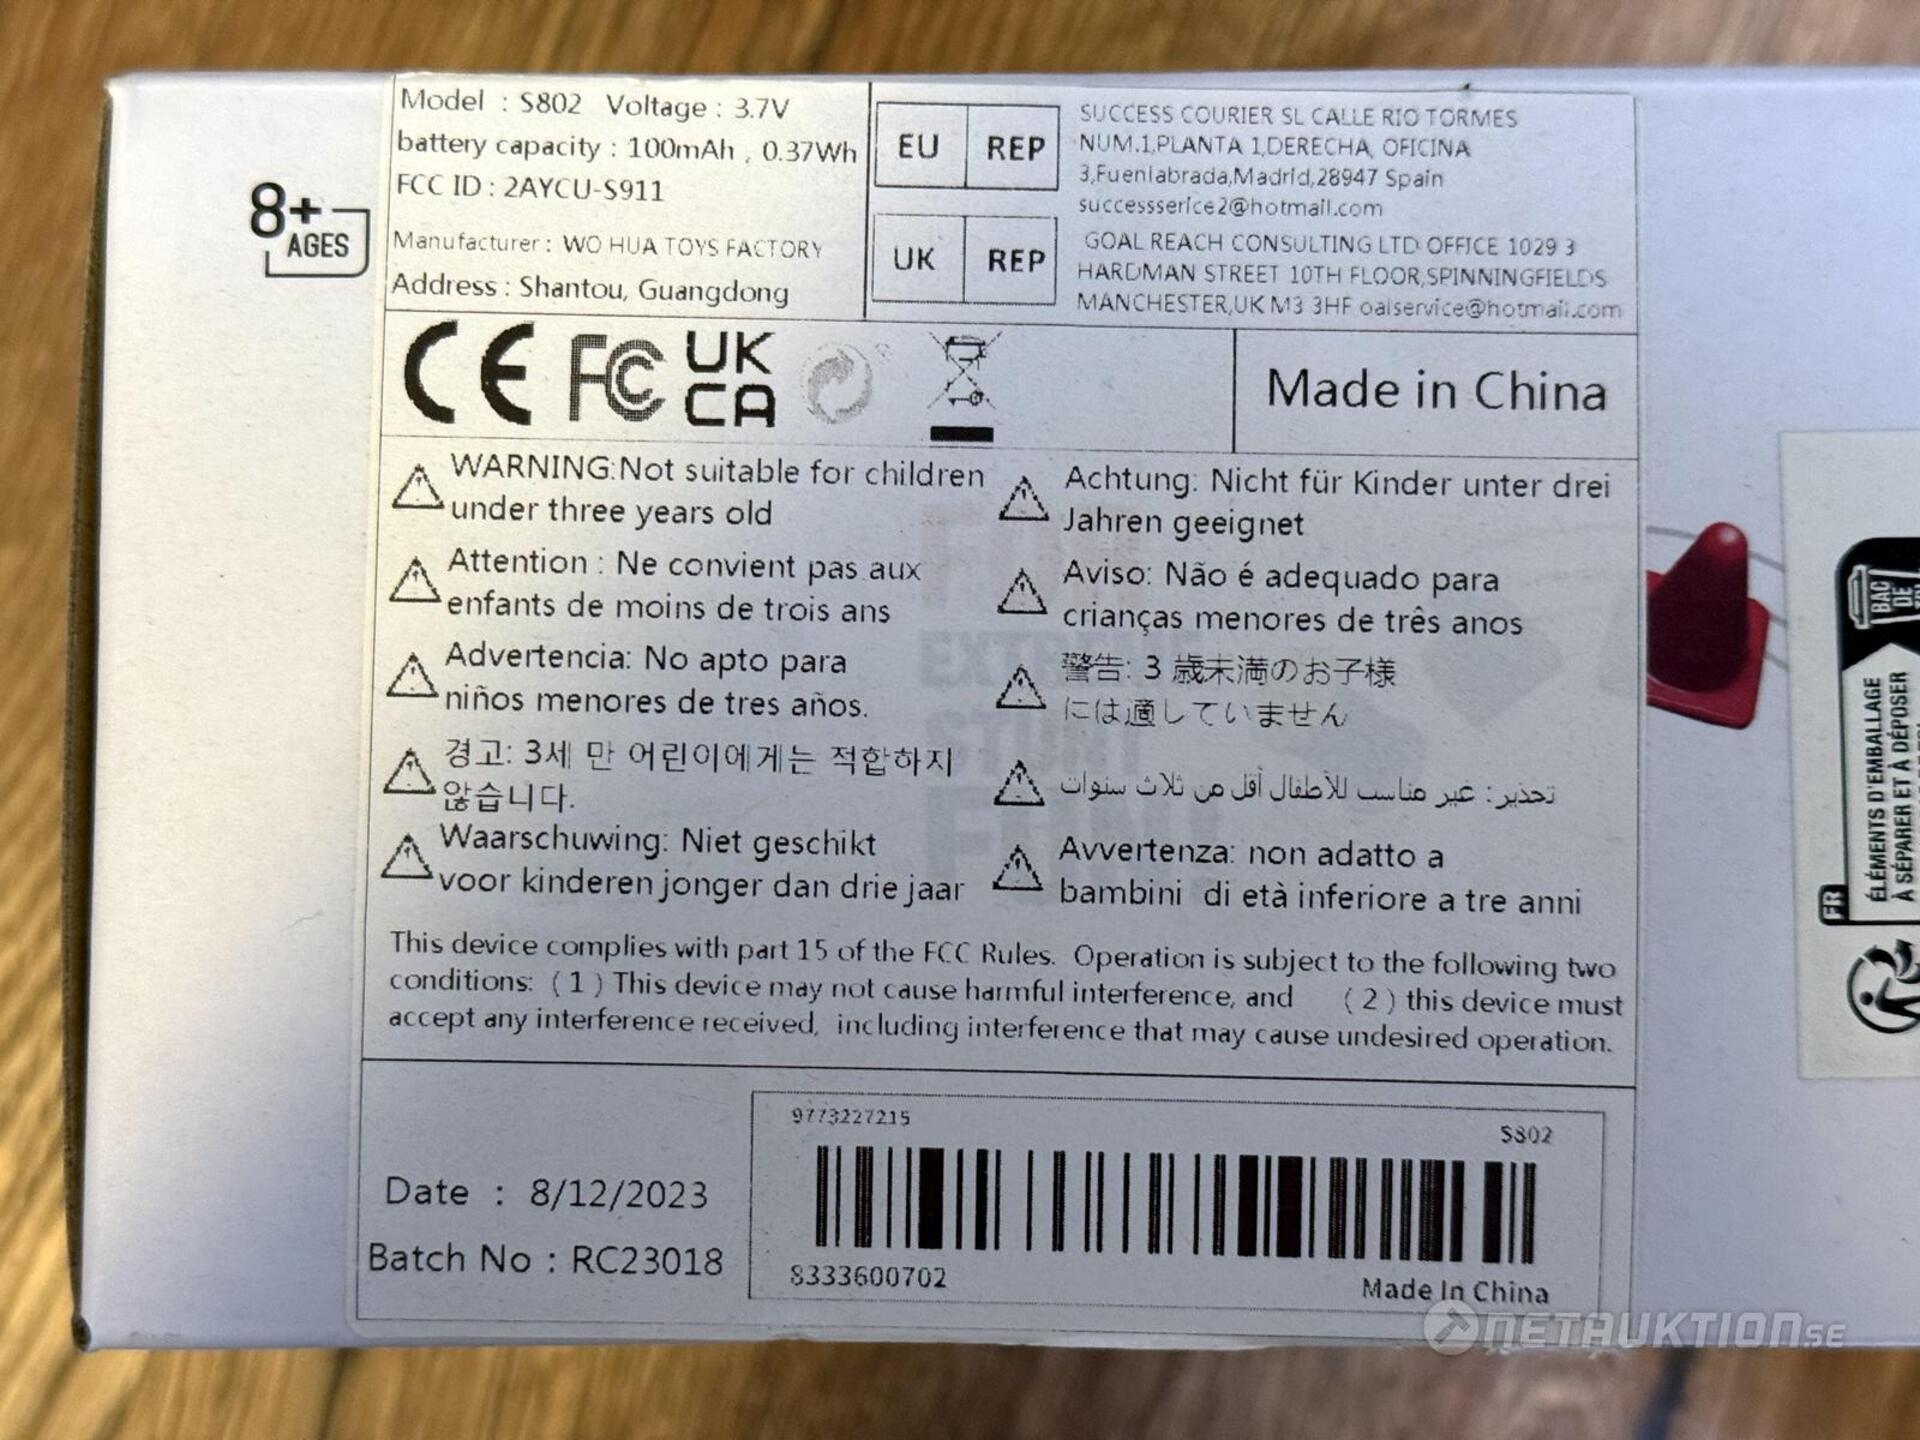 8+
AGES
Model : S802 Voltage : 3.7V
battery capacity : 100mAh , 0.37Wh
FCC ID : 2AYCU-S911
Manufacturer : WO HUA TOYS FACTORY
Address : Shantou, Guangdong
EU REP
SUCCESS COURIER SL CALLE RIO TORMES
NUM.1,PLANTA 1,DERECHA, OFICINA
3,Fuenlabrada,Madrid,28947 Spain
successserice2@hotmail.com
UK REP
GOAL REACH CONSULTING LTD OFFICE 1029 3
HARDMAN STREET 10TH FLOOR,SPINNINGFIELDS
MANCHESTER,UK M3 3HF oalservice@hotmail.com
CE FC UK
CA
Made in China
WARNING:Not suitable for children
under three years old
Attention : Ne convient pas aux
enfants de moins de trois ans
Advertencia: No apto para
niños menores de tres años.
경고: 3세 만 어린이에게는 적합하지
않습니다.
Waarschuwing: Niet geschikt
voor kinderen jonger dan drie jaar
Achtung: Nicht für Kinder unter drei
Jahren geeignet
Aviso: Não é adequado para
crianças menores de três anos
警告: 3 歳未満のお子様
には適していません
تحذير: غير مناسب للأطفال أقل من ثلاث سنوات
Avvertenza: non adatto a
bambini di età inferiore a tre anni
EXTREME
STUNT
This device complies with part 15 of the FCC Rules. Operation is subject to the following two
conditions: ( 1 ) This device may not cause harmful interference, and ( 2 ) this device must
accept any interference received, including interference that may cause undesired operation.
Date : 8/12/2023
Batch No : RC23018
9773227215
S802
8333600702
Made In China
FR
ÉLÉMENTS D'EMBALLAGE
À SÉPARER ET À DÉPOSER
BAC
DE
NETAUKTION.SE